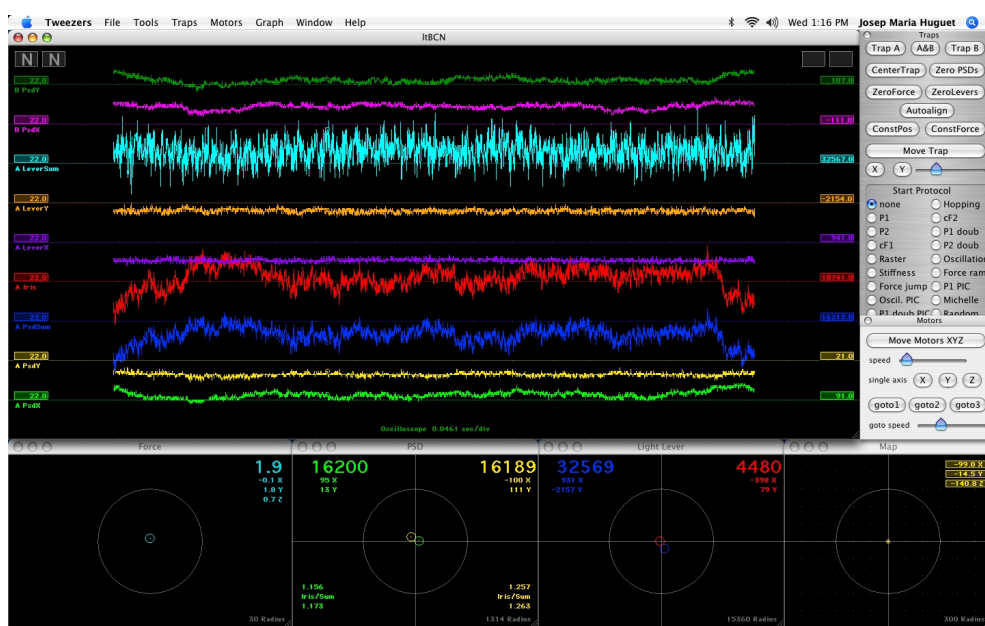 Tweezers File Tools Traps Motors Graph Window Help
Wed 1:16 PM Josep Maria Huguet
ltBCN
N N
22.0
B PsdY
107.0
22.0
B PsdX
-111.0
22.0
A LeverSum
32567.0
22.0
A LeverY
-2154.0
22.0
A LeverX
941.0
22.0
A Iris
18741.0
22.0
A PsdSum
16213.0
22.0
A PsdY
21.0
22.0
A PsdX
91.0
Oscilloscope 0.0461 sec/div
Traps
Trap A A&B Trap B
CenterTrap Zero PSDs
ZeroForce ZeroLevers
Autoalign
ConstPos ConstForce
Move Trap
X Y
Start Protocol
none Hopping
P1 cF2
P2 P1 doub
cF1 P2 doub
Raster Oscillation
Stiffness Force ram
Force jump P1 PIC
Oscil. PIC Michelle
P1 doub PIC Random
Motors
Move Motors XYZ
speed
single axis X Y Z
goto1 goto2 goto3
goto speed
Force
1.9
-0.1 X
1.8 Y
0.7 Z
30 Radius
PSD
16200 16189
95 X -100 X
13 Y 111 Y
1.156 1.257
Iris/Sum Iris/Sum
1.173 1.263
1314 Radius
Light Lever
32569 4480
931 X -398 X
-2157 Y 79 Y
15360 Radius
Map
-99.0 X
-14.5 Y
-140.8 Z
300 Radius